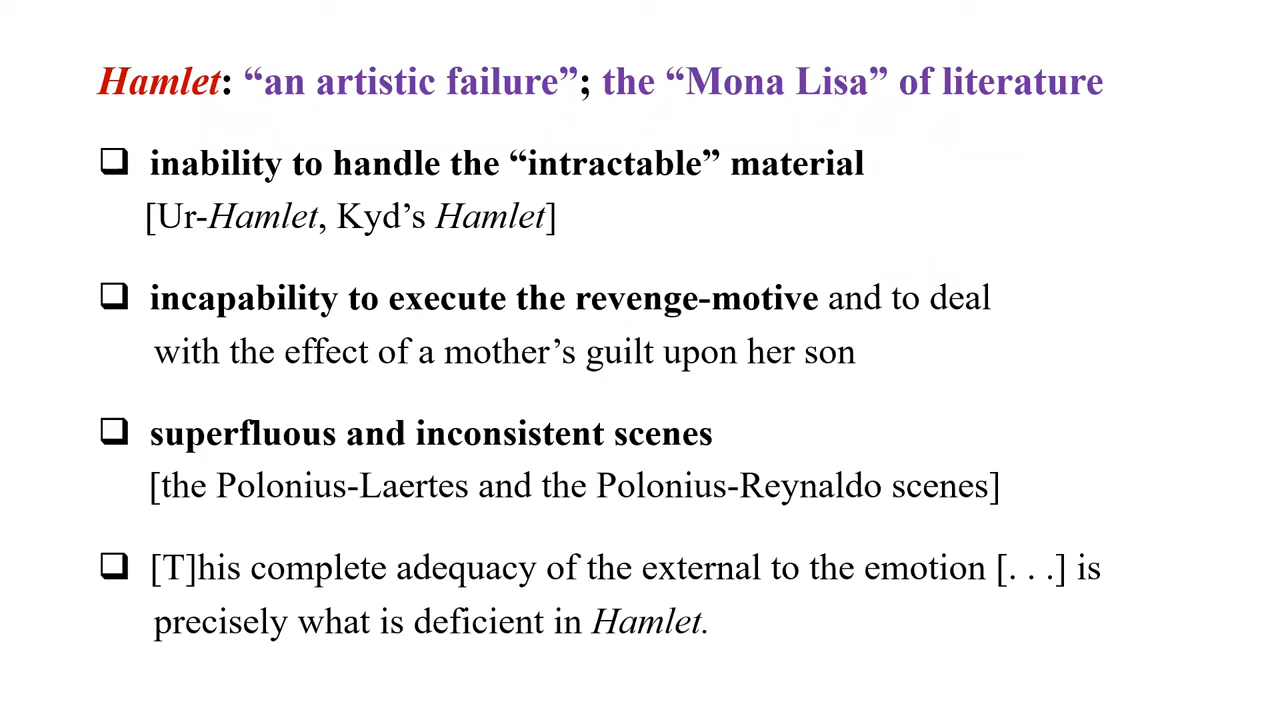 Hamlet: “an artistic failure”; the “Mona Lisa” of literature
❑ inability to handle the “intractable” material
[Ur-Hamlet, Kyd’s Hamlet]
❑ incapability to execute the revenge-motive and to deal
with the effect of a mother’s guilt upon her son
❑ superfluous and inconsistent scenes
[the Polonius-Laertes and the Polonius-Reynaldo scenes]
❑ [T]his complete adequacy of the external to the emotion [. . .] is
precisely what is deficient in Hamlet.